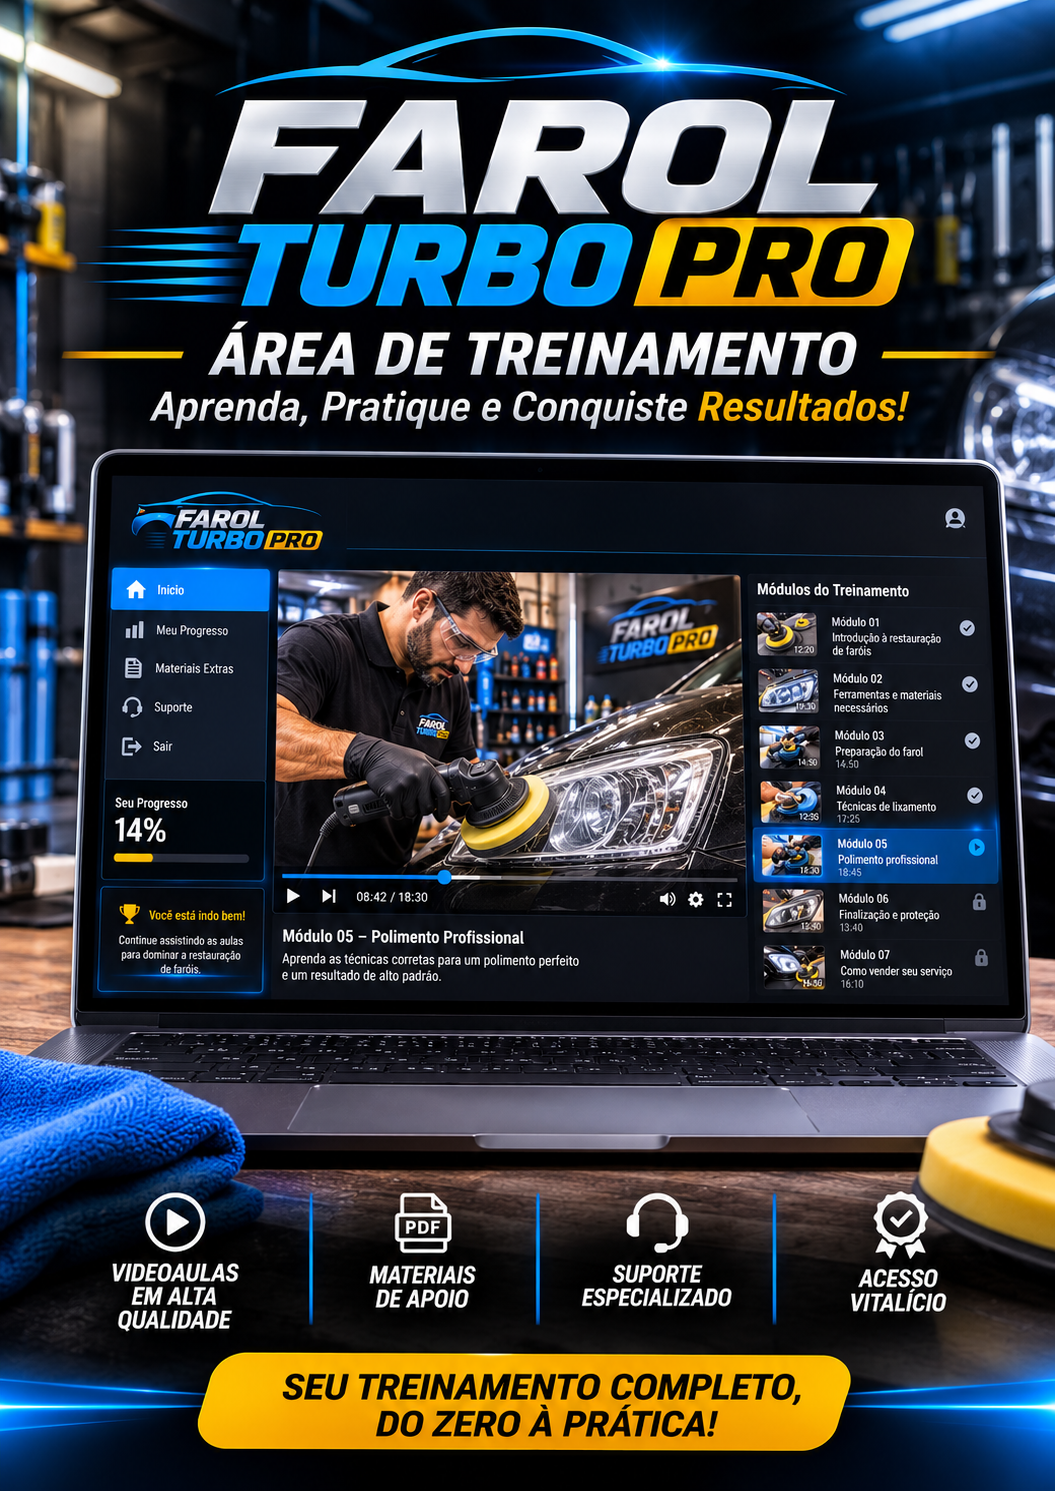 FAROL
TURBO PRO
ÁREA DE TREINAMENTO
Aprenda, Pratique e Conquiste Resultados!
FAROL
TURBO PRO
Início
Meu Progresso
Materiais Extras
Suporte
Sair
Seu Progresso
14%
Você está indo bem!
Continue assistindo as aulas
para dominar a restauração
de faróis.
FAROL
TURBO PRO
FAROL
TURBO PRO
08:42 / 18:30
Módulo 05 – Polimento Profissional
Aprenda as técnicas corretas para um polimento perfeito
e um resultado de alto padrão.
Módulos do Treinamento
12:20
Módulo 01
Introdução à restauração
de faróis
Módulo 02
Ferramentas e materiais
necessários
14:50
Módulo 03
Preparação do farol
14:50
Módulo 04
Técnicas de lixamento
17:25
Módulo 05
Polimento profissional
18:45
Módulo 06
Finalização e proteção
13:40
Módulo 07
Como vender seu serviço
16:10
VIDEOAULAS
EM ALTA
QUALIDADE
PDF
MATERIAIS
DE APOIO
SUPORTE
ESPECIALIZADO
ACESSO
VITALÍCIO
SEU TREINAMENTO COMPLETO,
DO ZERO À PRÁTICA!